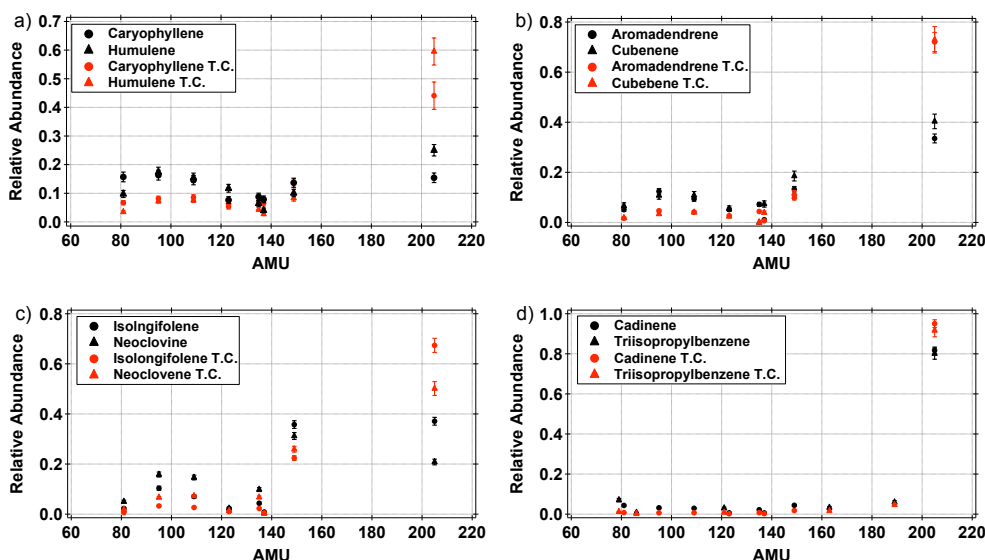 a)
Caryophyllene
Humulene
Caryophyllene T.C.
Humulene T.C.
Relative Abundance
0.7
0.6
0.5
0.4
0.3
0.2
0.1
0.0
60 80 100 120 140 160 180 200 220
AMU
b)
Aromadendrene
Cubenene
Aromadendrene T.C.
Cubebene T.C.
Relative Abundance
0.8
0.6
0.4
0.2
0.0
60 80 100 120 140 160 180 200 220
AMU
c)
Isolngifolene
Neoclovine
Isolongifolene T.C.
Neoclovene T.C.
Relative Abundance
0.8
0.6
0.4
0.2
0.0
60 80 100 120 140 160 180 200 220
AMU
d)
Cadinene
Triisopropylbenzene
Cadinene T.C.
Triisopropylbenzene T.C.
Relative Abundance
1.0
0.8
0.6
0.4
0.2
0.0
60 80 100 120 140 160 180 200 220
AMU